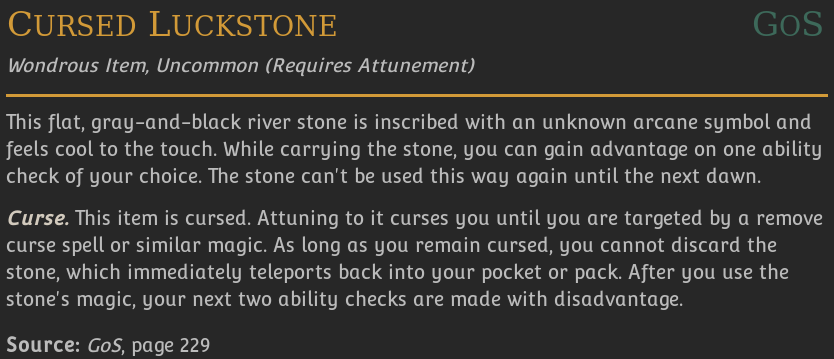 Cursed Luckstone GoS
Wondrous Item, Uncommon (Requires Attunement)
This flat, gray-and-black river stone is inscribed with an unknown arcane symbol and
feels cool to the touch. While carrying the stone, you can gain advantage on one ability
check of your choice. The stone can't be used this way again until the next dawn.
Curse. This item is cursed. Attuning to it curses you until you are targeted by a remove
curse spell or similar magic. As long as you remain cursed, you cannot discard the
stone, which immediately teleports back into your pocket or pack. After you use the
stone's magic, your next two ability checks are made with disadvantage.
Source: GoS, page 229